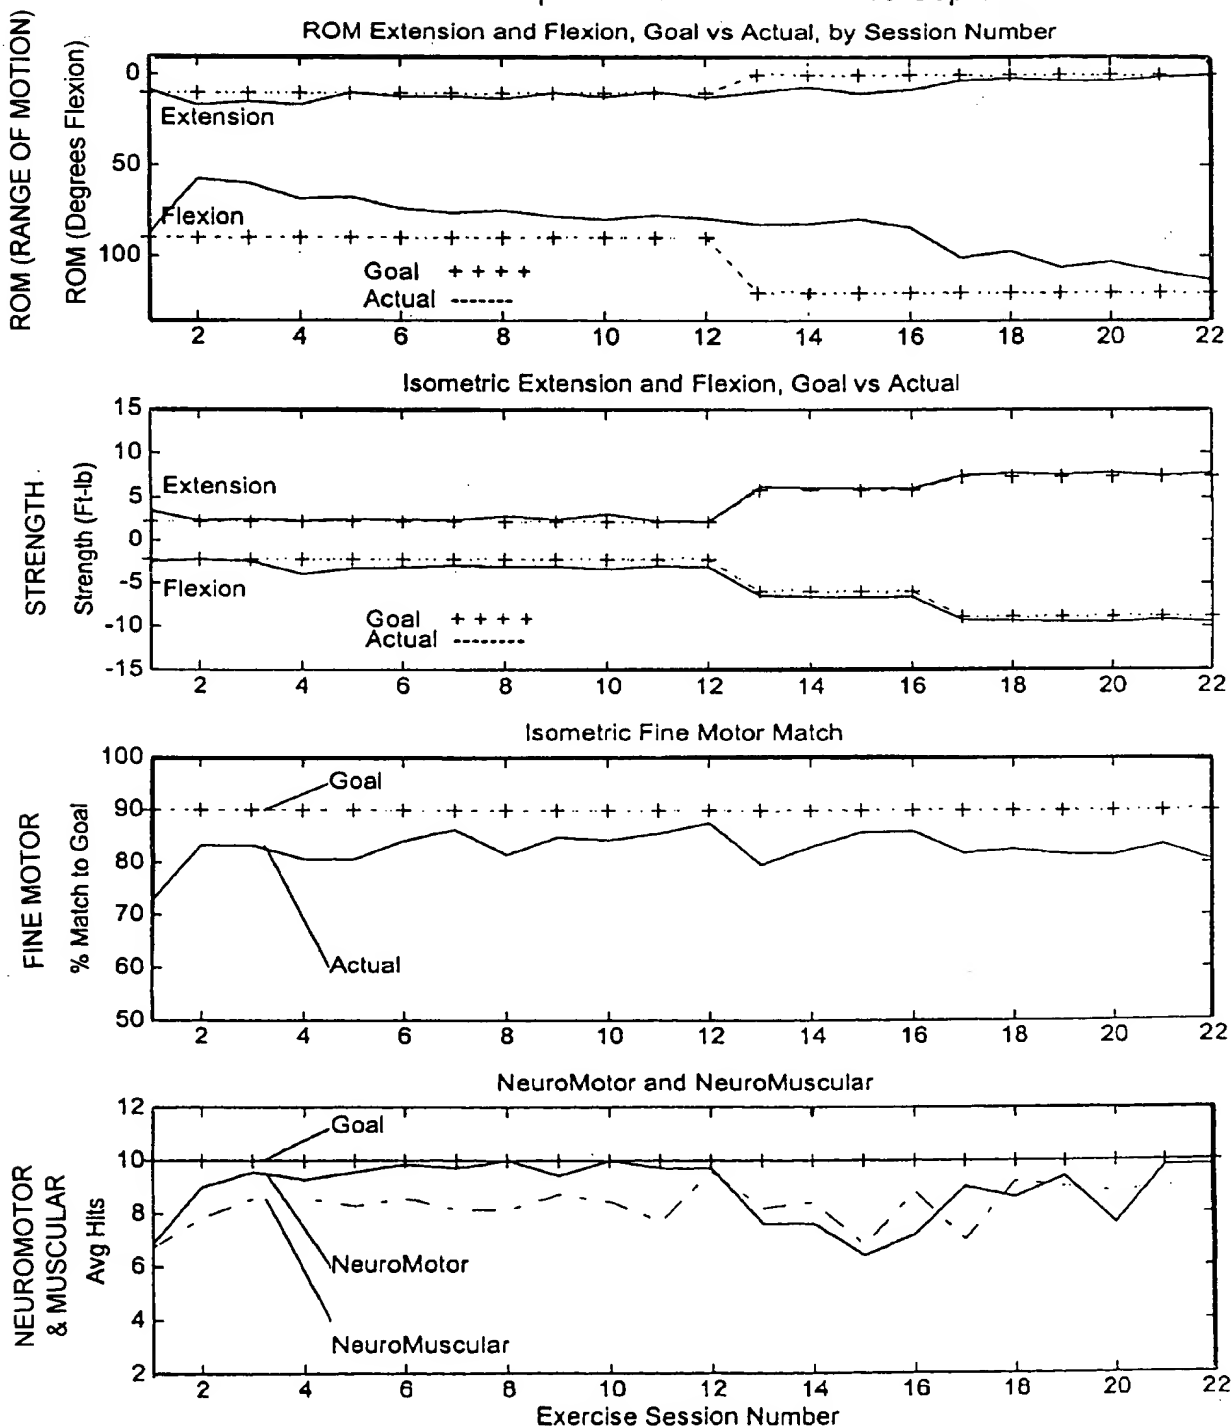 ROM Extension and Flexion, Goal vs Actual, by Session Number
ROM (RANGE OF MOTION)
ROM (Degrees Flexion)
0
50
100
Extension
Flexion
Goal + + + +
Actual ------
2 4 6 8 10 12 14 16 18 20 22
Isometric Extension and Flexion, Goal vs Actual
STRENGTH
Strength (Ft-lb)
15
10
5
0
-5
-10
-15
Extension
Flexion
Goal + + + +
Actual -------
2 4 6 8 10 12 14 16 18 20 22
Isometric Fine Motor Match
FINE MOTOR
% Match to Goal
100
90
80
70
60
50
Goal
Actual
2 4 6 8 10 12 14 16 18 20 22
NeuroMotor and NeuroMuscular
NEUROMOTOR
& MUSCULAR
Avg Hits
12
10
8
6
4
2
Goal
NeuroMotor
NeuroMuscular
2 4 6 8 10 12 14 16 18 20 22
Exercise Session Number